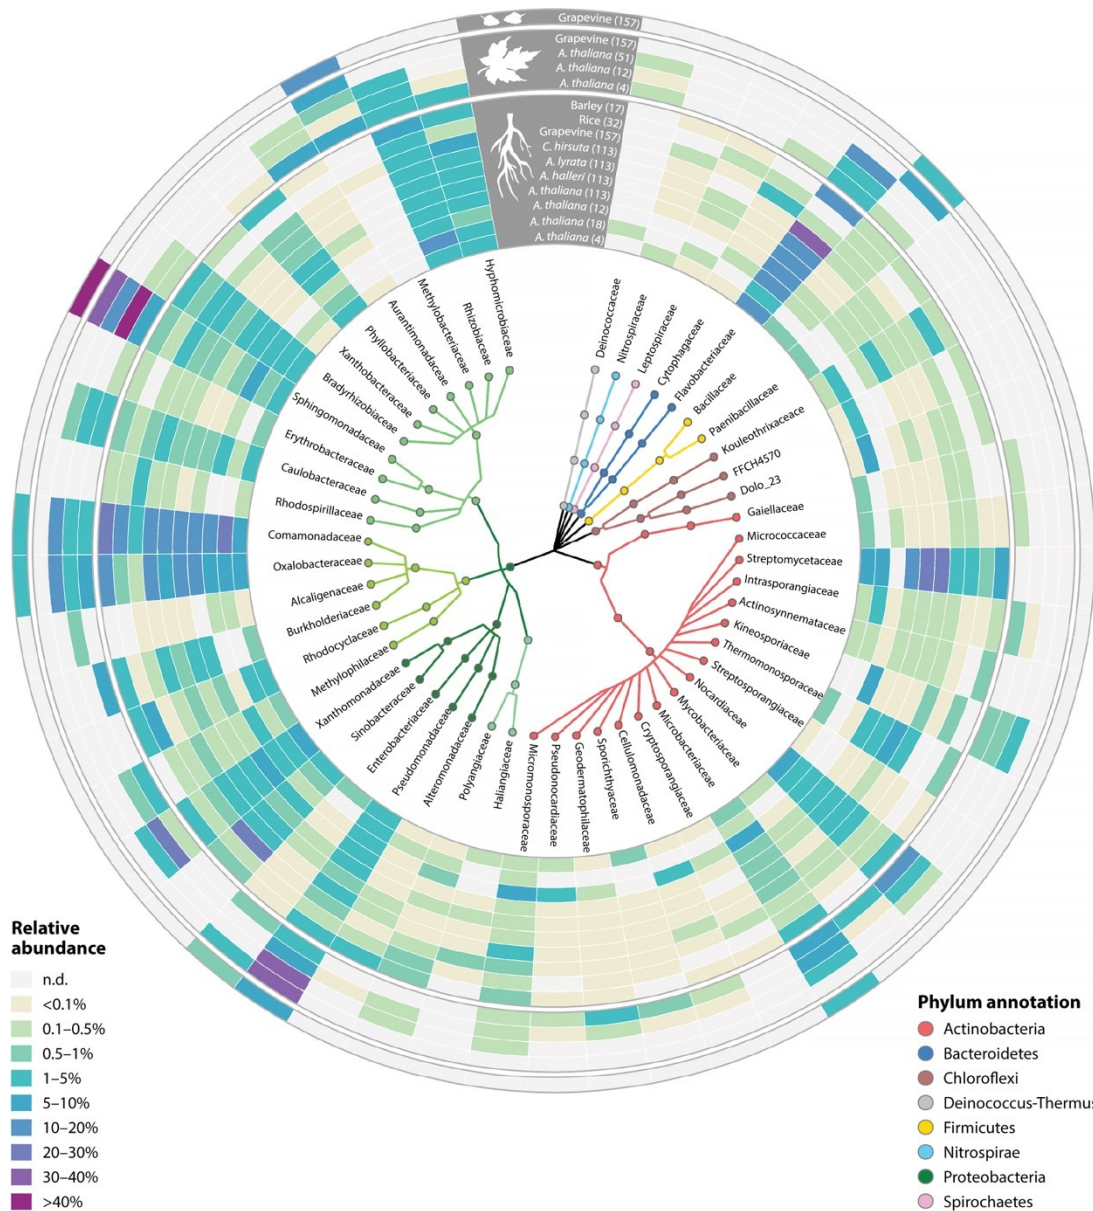 Grapevine (157)
Grapevine (157)
A. thaliana (51)
A. thaliana (12)
A. thaliana (4)
Barley (17)
Rice (32)
Grapevine (157)
C. hirsuta (113)
A. lyrata (113)
A. halleri (113)
A. thaliana (113)
A. thaliana (12)
A. thaliana (18)
A. thaliana (4)
Deinococcaceae
Nitrospiraceae
Leptospiraceae
Cytophagaceae
Flavobacteriaceae
Bacillaceae
Paenibacillaceae
Kouleothrixaceace
FFCH4570
Dolo_23
Gaiellaceae
Micrococcaceae
Streptomycetaceae
Intrasporangiaceae
Actinosynnemataceae
Kineosporiaceae
Thermomonosporaceae
Streptosporangiaceae
Nocardiaceae
Mycobacteriaceae
Microbacteriaceae
Cryptosporangiaceae
Cellulomonadaceae
Sporichthyaceae
Geodermatophilaceae
Pseudonocardiaceae
Micromonosporaceae
Haliangiaceae
Polyangiaceae
Alteromonadaceae
Pseudomonadaceae
Enterobacteriaceae
Sinobacteraceae
Xanthomonadaceae
Methylophilaceae
Rhodocyclaceae
Burkholderiaceae
Alcaligenaceae
Oxalobacteraceae
Comamonadaceae
Rhodospirillaceae
Caulobacteraceae
Erythrobacteraceae
Sphingomonadaceae
Bradyrhizobiaceae
Xanthobacteraceae
Phyllobacteriaceae
Aurantimonadaceae
Methylobacteriaceae
Rhizobiaceae
Hyphomicrobiaceae
Relative
abundance
n.d.
<0.1%
0.1–0.5%
0.5–1%
1–5%
5–10%
10–20%
20–30%
30–40%
>40%
Phylum annotation
Actinobacteria
Bacteroidetes
Chloroflexi
Deinococcus-Thermus
Firmicutes
Nitrospirae
Proteobacteria
Spirochaetes